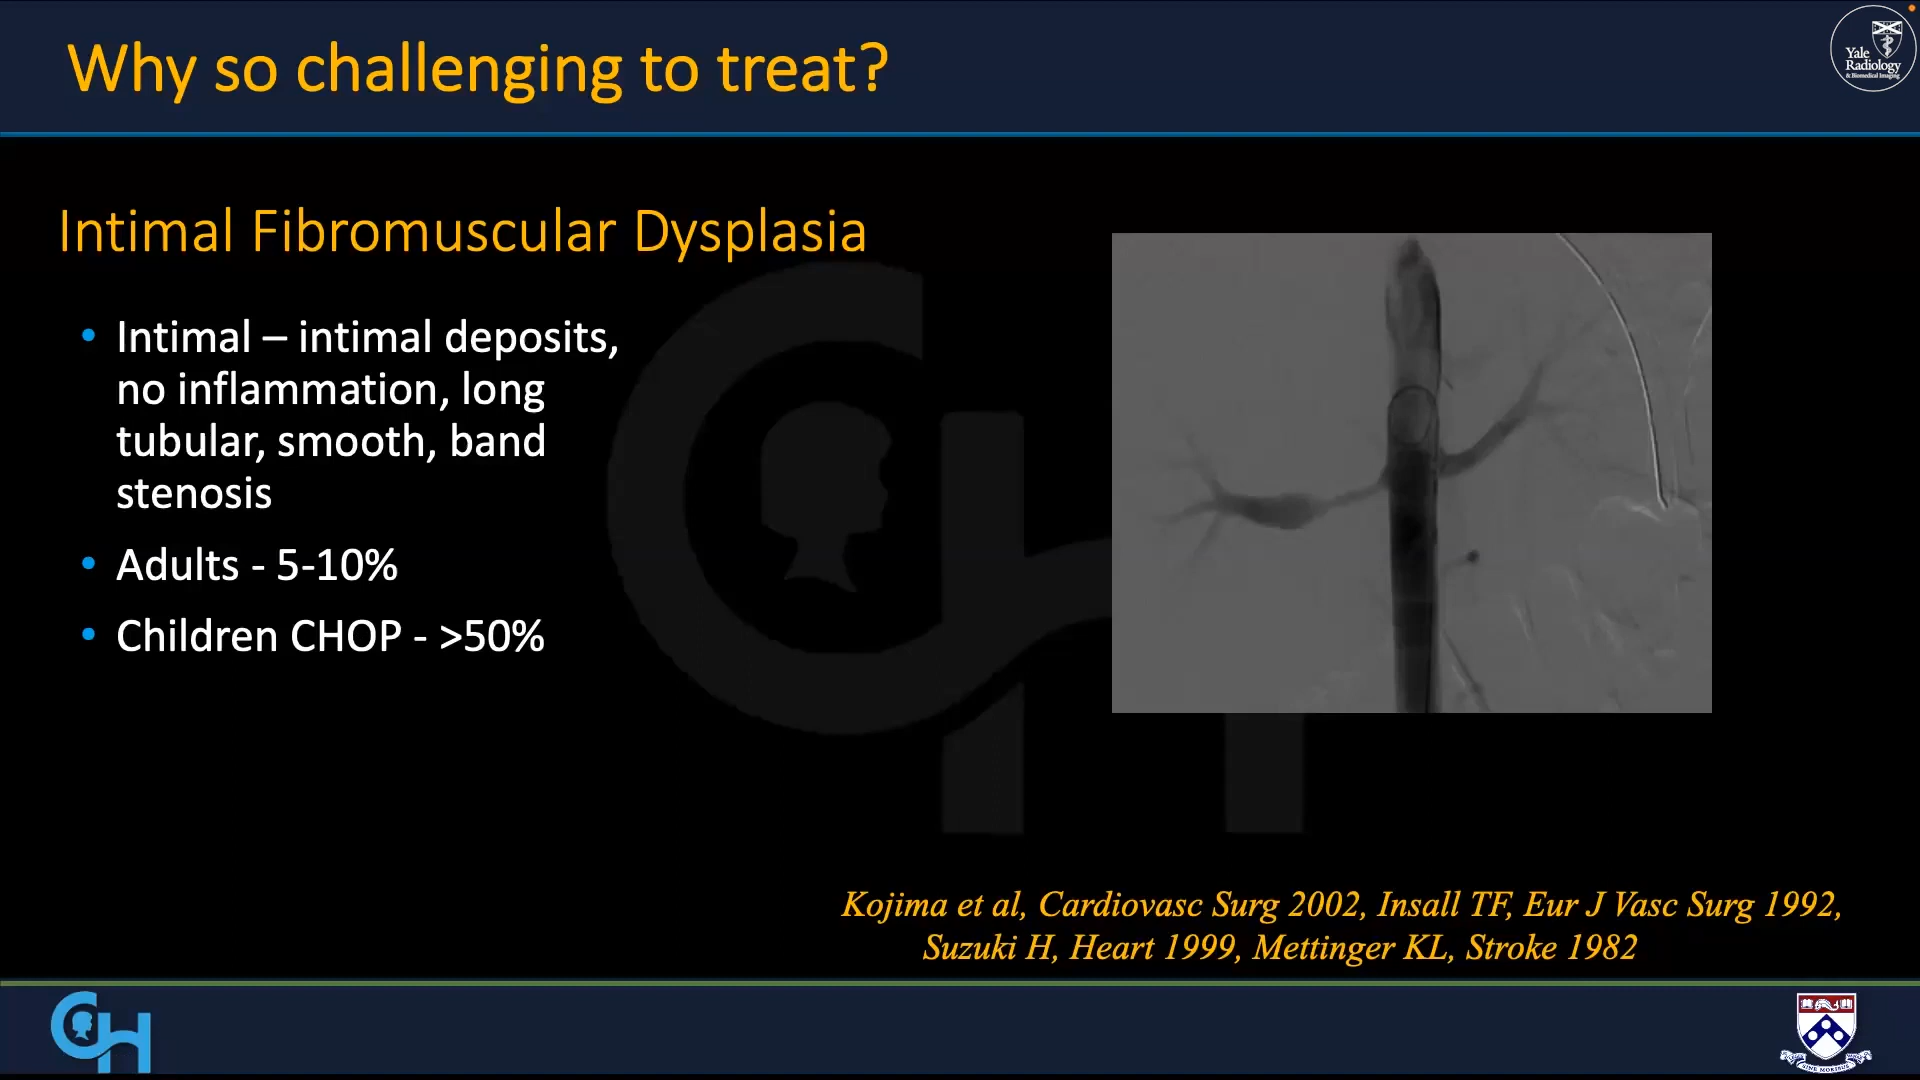 Why so challenging to treat?
Yale
Radiology
& Biomedical Imaging
Intimal Fibromuscular Dysplasia
• Intimal – intimal deposits,
no inflammation, long
tubular, smooth, band
stenosis
• Adults - 5-10%
• Children CHOP - >50%
Kojima et al, Cardiovasc Surg 2002, Insall TF, Eur J Vasc Surg 1992,
Suzuki H, Heart 1999, Mettinger KL, Stroke 1982